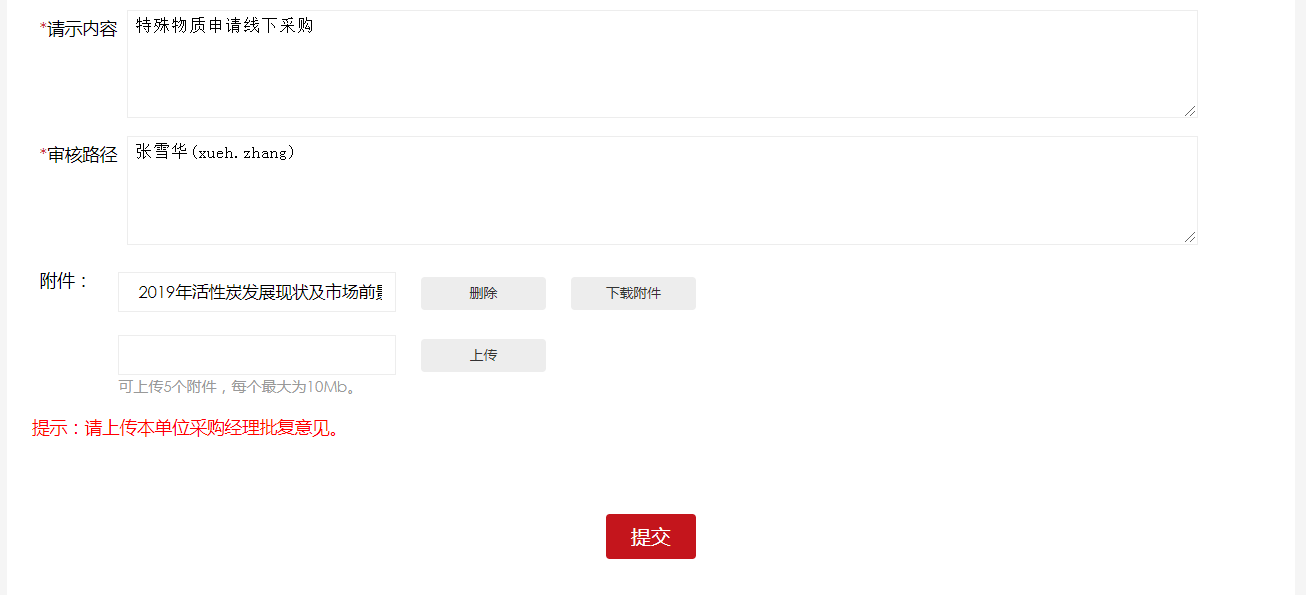 *请示内容 特殊物质申请线下采购
*审核路径 张雪华(xueh.zhang)
附件： 2019年活性炭发展现状及市场前 删除 下载附件
上传
可上传5个附件，每个最大为10Mb。
提示：请上传本单位采购经理批复意见。
提交